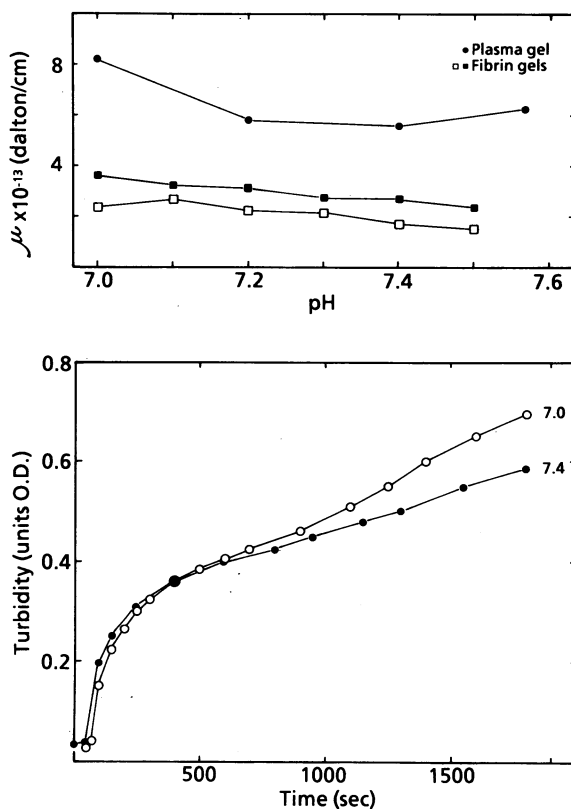 8
4
μ x10⁻¹³ (dalton/cm)
● Plasma gel
□ ■ Fibrin gels
7.0 7.2 7.4 7.6
pH
0.8
0.6
0.4
0.2
Turbidity (units O.D.)
7.0
7.4
500 1000 1500
Time (sec)